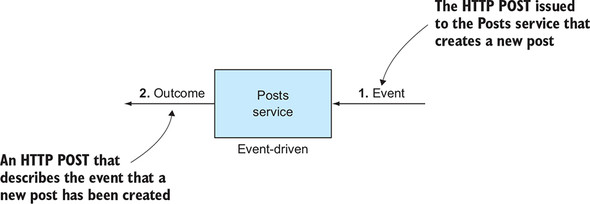 The HTTP POST issued
to the Posts service that
creates a new post
2. Outcome
Posts
service
1. Event
Event-driven
An HTTP POST that
describes the event that a
new post has been created